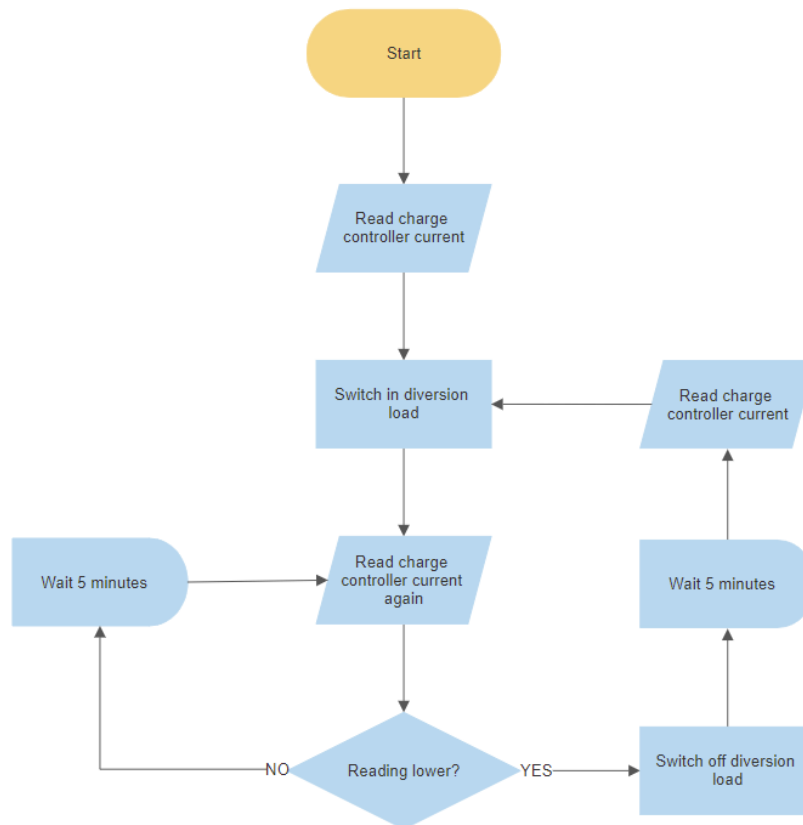 Start
Read charge
controller current
Switch in diversion
load
Read charge
controller current
Wait 5 minutes
Read charge
controller current
again
Wait 5 minutes
NO
Reading lower?
YES
Switch off diversion
load